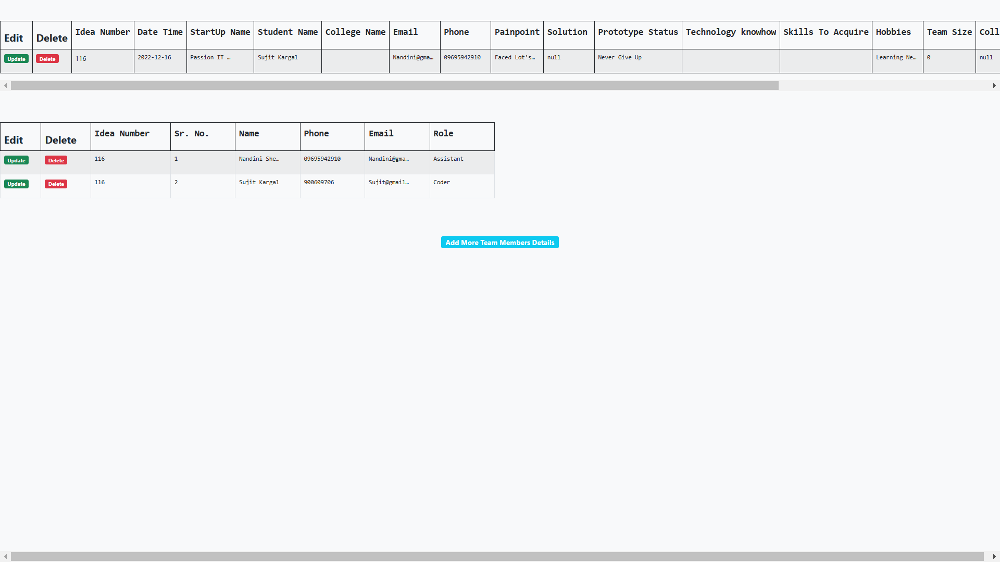 Edit Delete Idea Number Date Time StartUp Name Student Name College Name Email Phone Painpoint Solution Prototype Status Technology knowhow Skills To Acquire Hobbies Team Size Coll
Update Delete 116 2022-12-16 Passion IT … Sujit Kargal Nandini@gma… 09695942910 Faced Lot's… null Never Give Up Learning Ne… 0 null
Edit Delete Idea Number Sr. No. Name Phone Email Role
Update Delete 116 1 Nandini She… 09695942910 Nandini@gma… Assistant
Update Delete 116 2 Sujit Kargal 900609706 Sujit@gmail… Coder
Add More Team Members Details